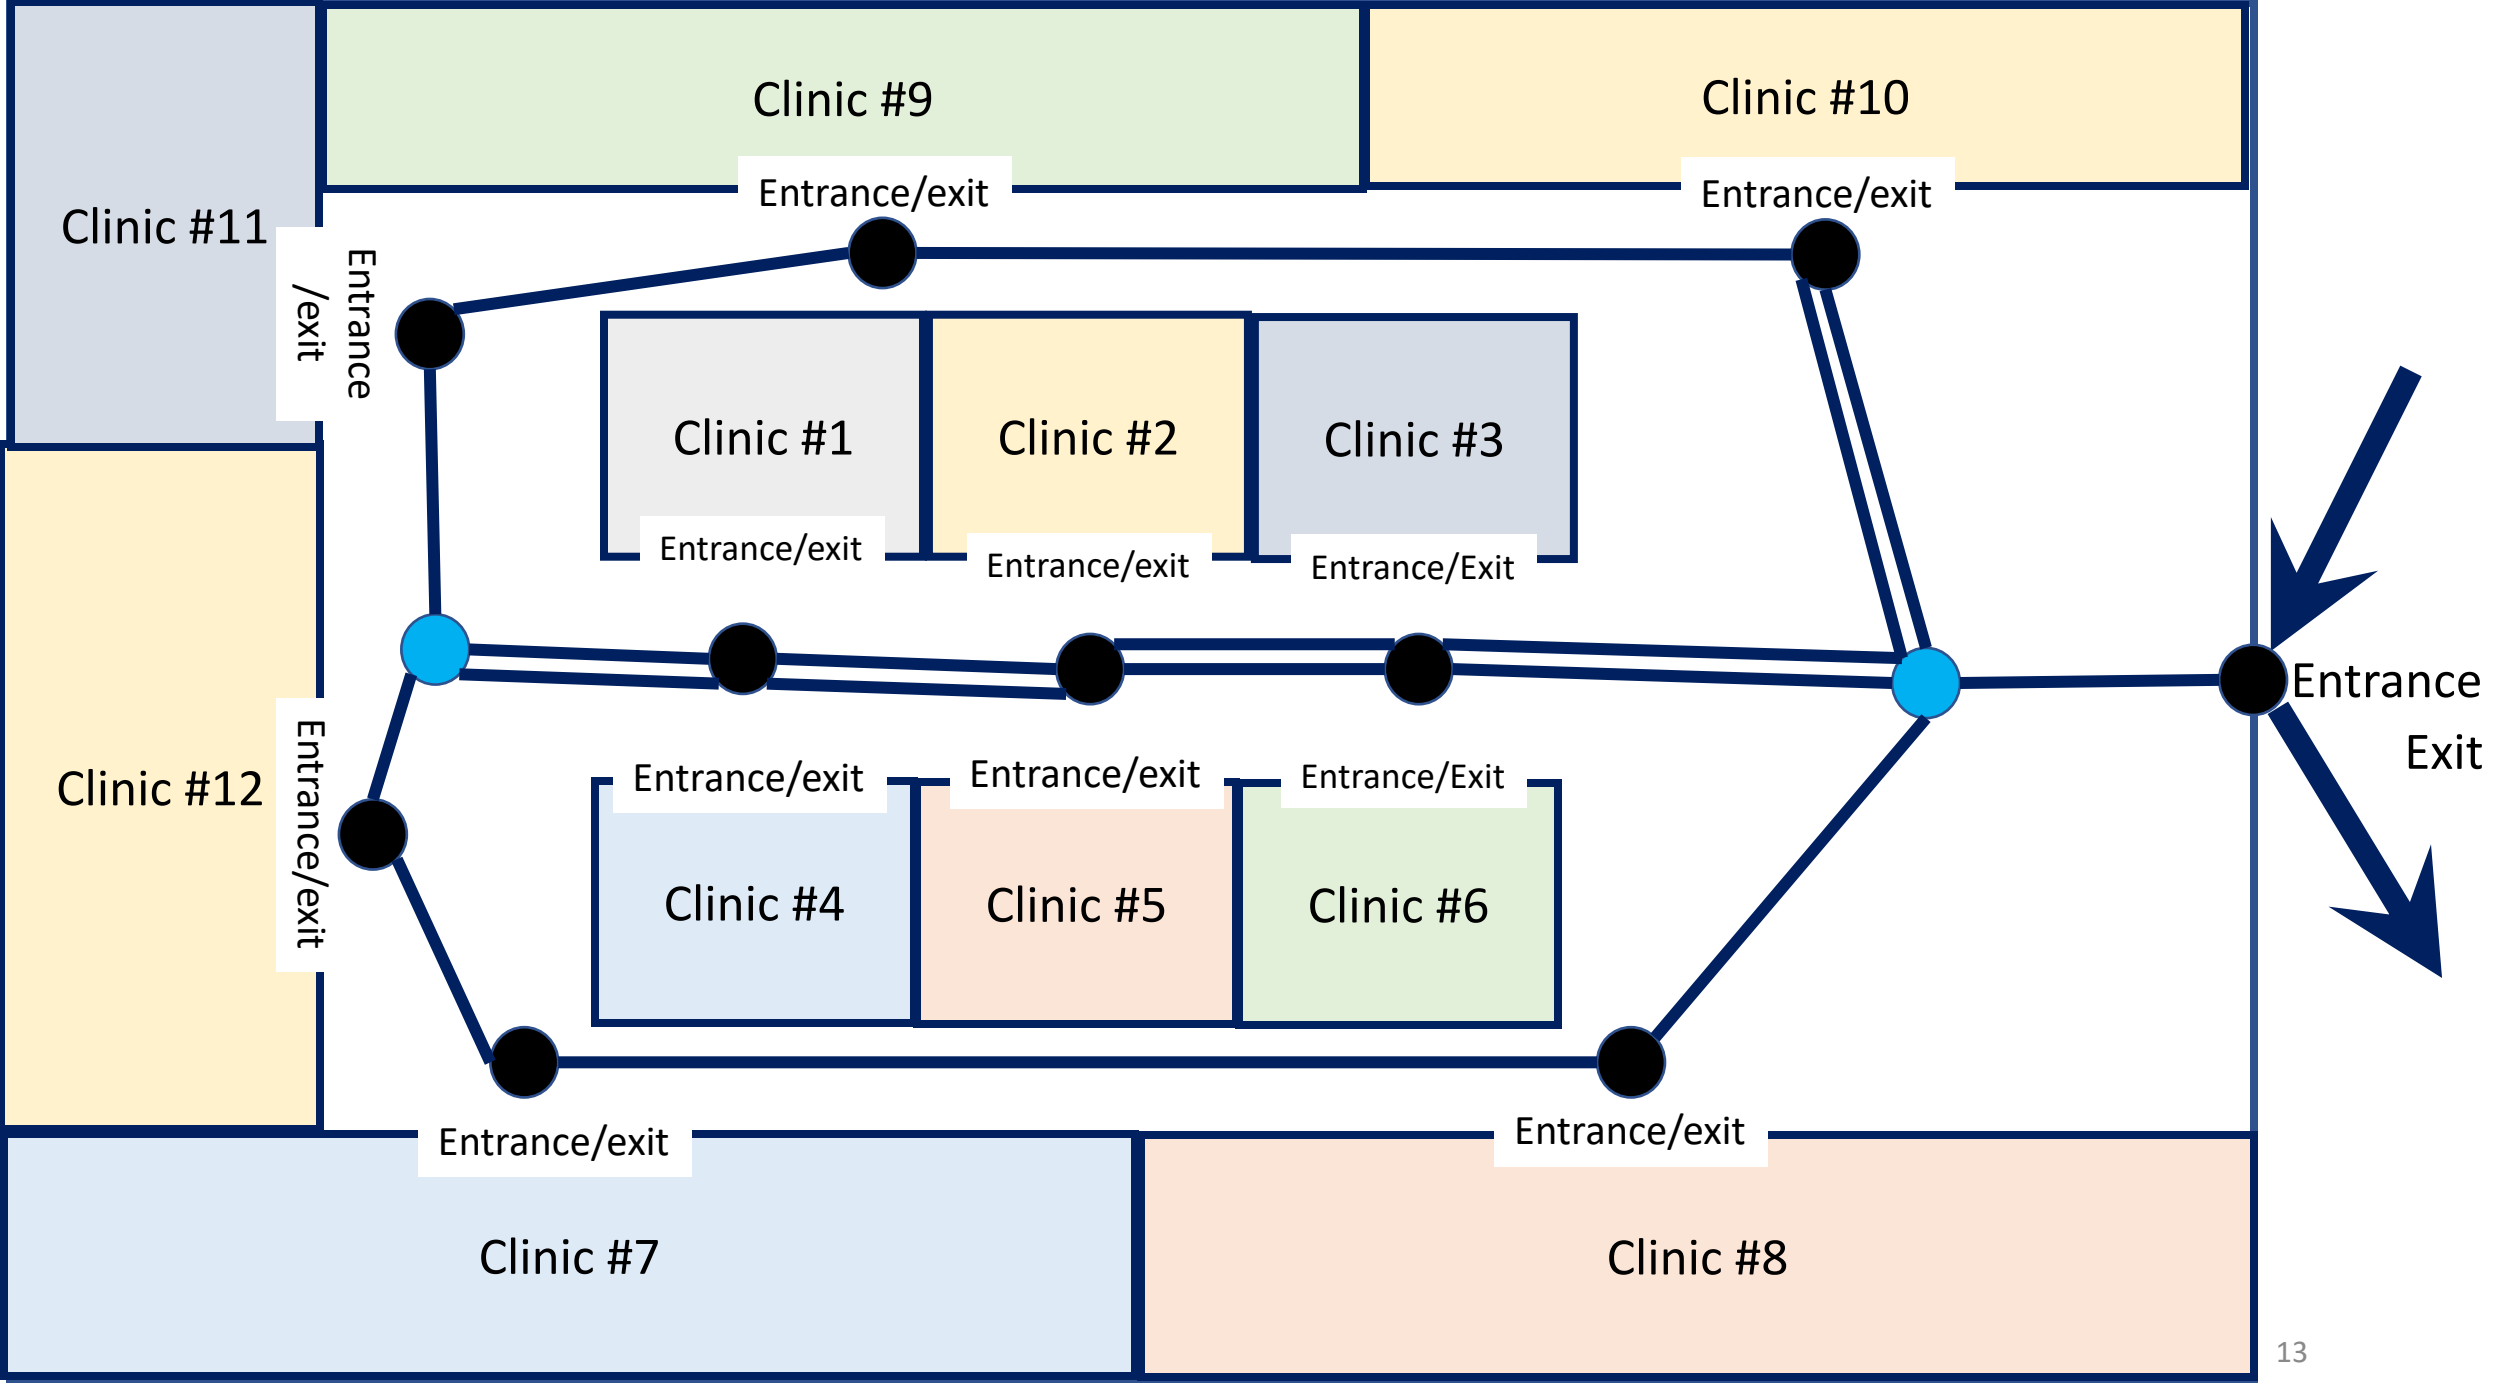 Clinic #9
Clinic #10
Entrance/exit
Entrance/exit
Clinic #11
Entrance
/exit
Clinic #1
Clinic #2
Clinic #3
Entrance/exit
Entrance/exit
Entrance/Exit
Entrance
Exit
Clinic #12
Entrance/exit
Entrance/exit
Entrance/exit
Entrance/Exit
Clinic #4
Clinic #5
Clinic #6
Entrance/exit
Entrance/exit
Clinic #7
Clinic #8
13